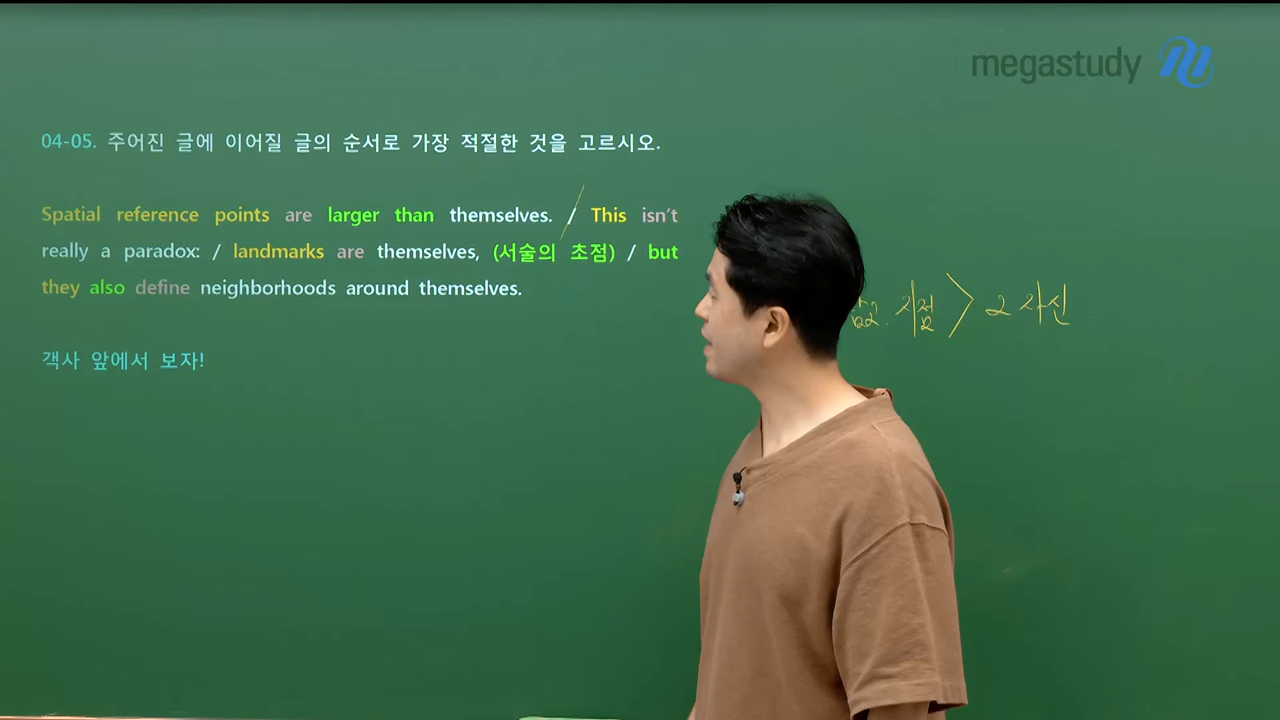 megastudy
04-05. 주어진 글에 이어질 글의 순서로 가장 적절한 것을 고르시오.
Spatial reference points are larger than themselves. / This isn't
really a paradox: / landmarks are themselves, (서술의 초점) / but
they also define neighborhoods around themselves.
객사 앞에서 보자!
지점 > 그 자신